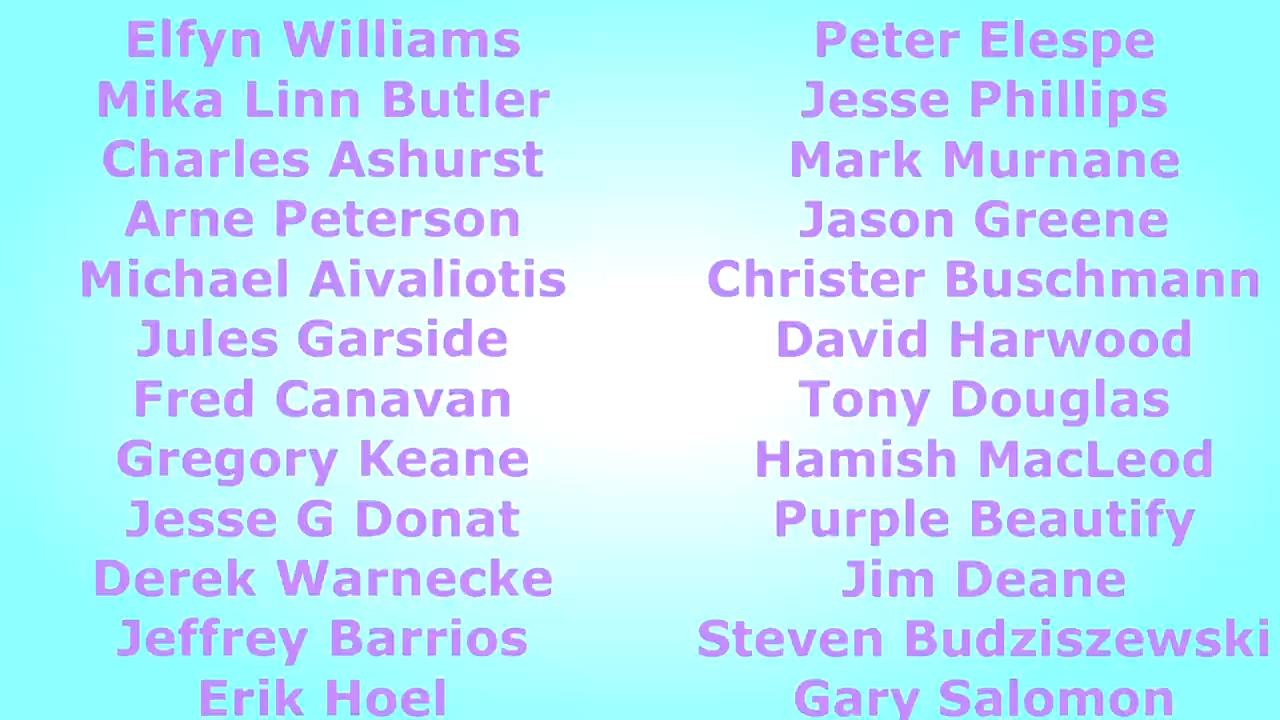 Elfyn Williams
Mika Linn Butler
Charles Ashurst
Arne Peterson
Michael Aivaliotis
Jules Garside
Fred Canavan
Gregory Keane
Jesse G Donat
Derek Warnecke
Jeffrey Barrios
Erik Hoel
Peter Elespe
Jesse Phillips
Mark Murnane
Jason Greene
Christer Buschmann
David Harwood
Tony Douglas
Hamish MacLeod
Purple Beautify
Jim Deane
Steven Budziszewski
Gary Salomon